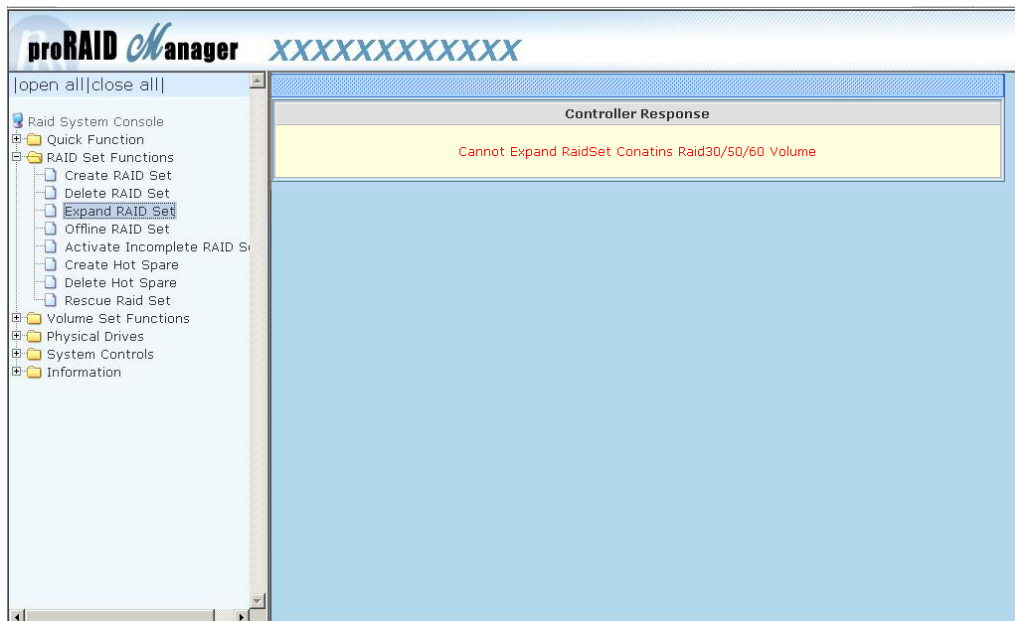 proRAID Manager XXXXXXXXXXXX
|open all|close all|
Raid System Console
Quick Function
RAID Set Functions
Create RAID Set
Delete RAID Set
Expand RAID Set
Offline RAID Set
Activate Incomplete RAID S
Create Hot Spare
Delete Hot Spare
Rescue Raid Set
Volume Set Functions
Physical Drives
System Controls
Information
Controller Response
Cannot Expand RaidSet Conatins Raid30/50/60 Volume